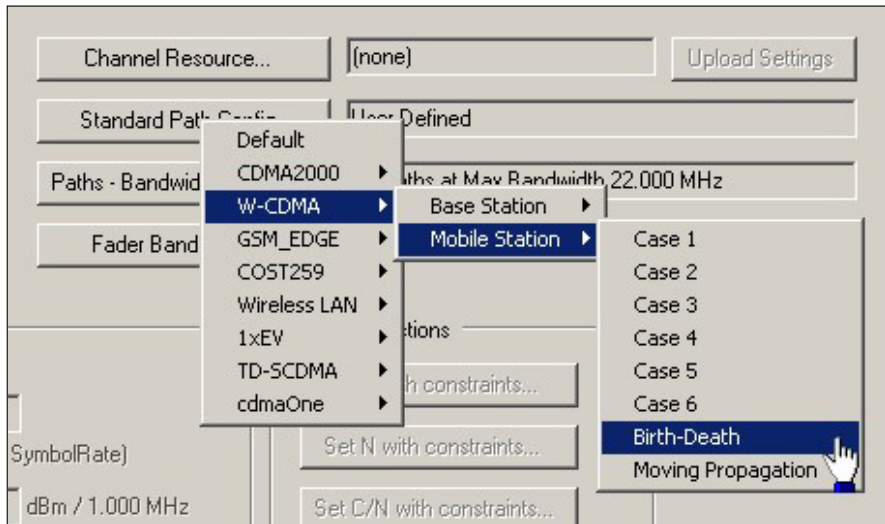 Channel Resource...
(none)
Upload Settings
Standard Path Config
User Defined
Default
CDMA2000
W-CDMA
GSM_EDGE
COST259
Wireless LAN
1xEV
TD-SCDMA
cdmaOne
Paths - Bandwid
ths at Max Bandwidth 22.000 MHz
Base Station
Mobile Station
Fader Band
Case 1
Case 2
Case 3
Case 4
Case 5
Case 6
Birth-Death
Moving Propagation
tions
h constraints...
SymbolRate)
Set N with constraints...
dBm / 1.000 MHz
Set C/N with constraints...